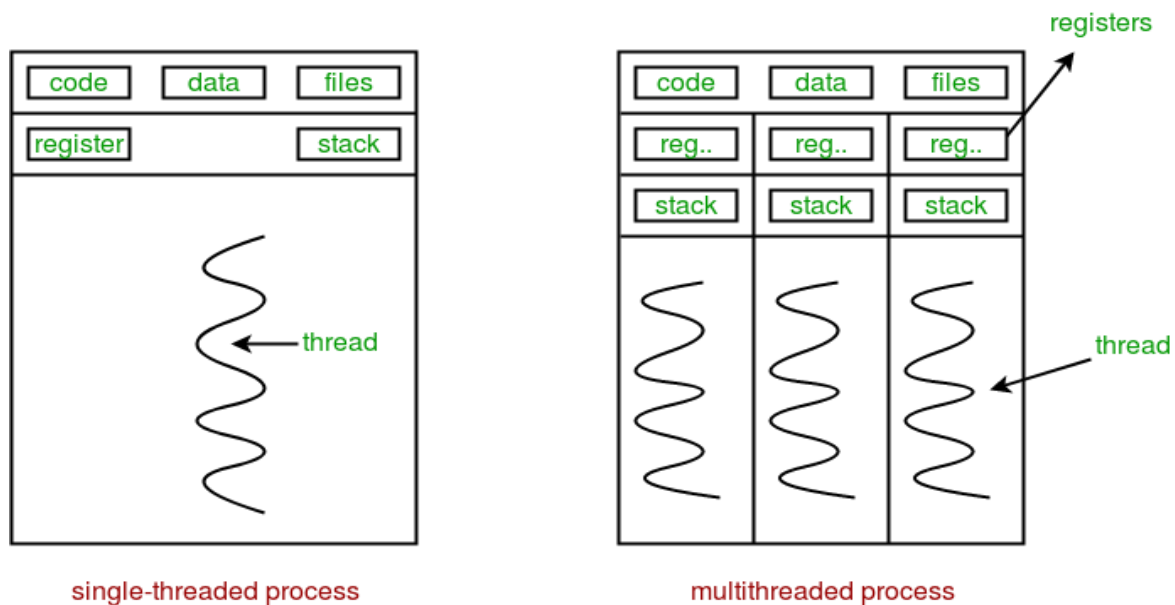 registers
code data files
register stack
thread
single-threaded process
code data files
reg.. reg.. reg..
stack stack stack
thread
multithreaded process